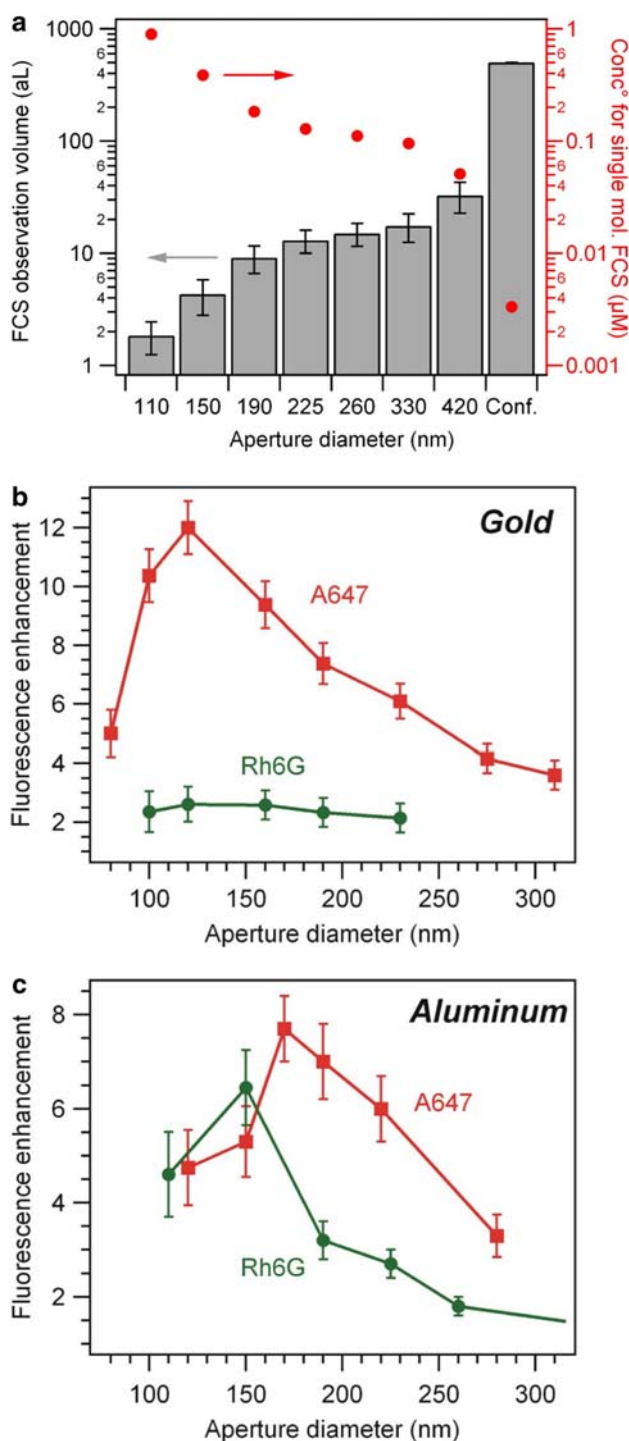 a
1000
6
4
2
100
6
4
2
10
6
4
2
1
FCS observation volume (aL)
1
6
4
2
0.1
6
4
2
0.01
6
4
2
0.001
Conc° for single mol. FCS (µM)
110 150 190 225 260 330 420 Conf.
Aperture diameter (nm)
b
Gold
12
10
8
6
4
2
Fluorescence enhancement
A647
Rh6G
100 150 200 250 300
Aperture diameter (nm)
c
Aluminum
8
6
4
2
Fluorescence enhancement
A647
Rh6G
100 150 200 250 300
Aperture diameter (nm)